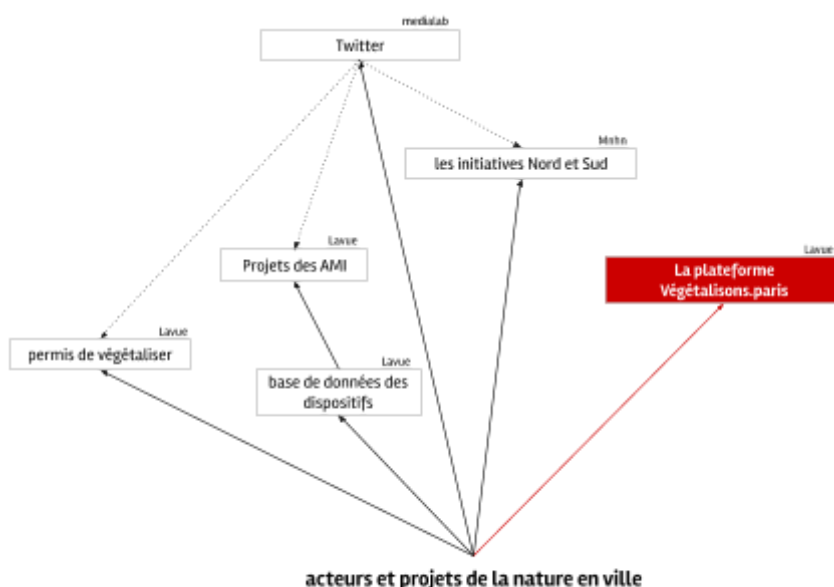 medialab
Twitter
Mnhn
les initiatives Nord et Sud
Lavue
Projets des AMI
Lavue
La plateforme
Végétalisons.paris
Lavue
permis de végétaliser
Lavue
base de données des
dispositifs
acteurs et projets de la nature en ville